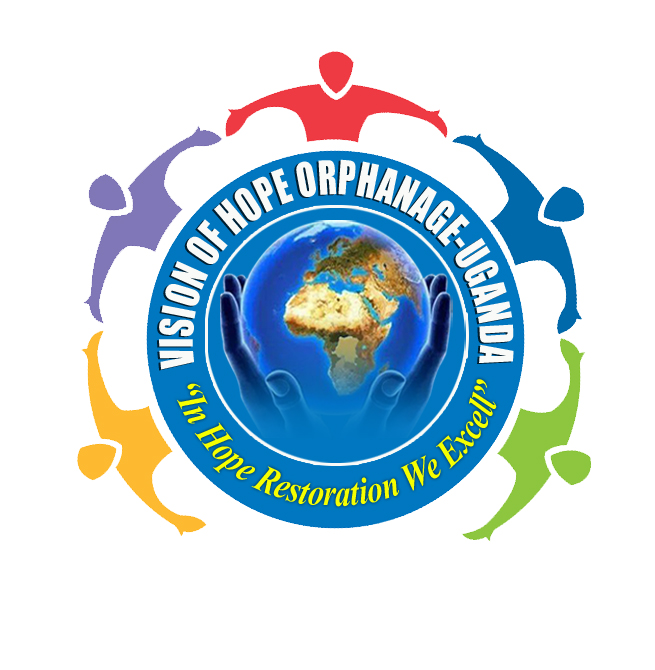 VISION OF HOPE ORPHANAGE-UGANDA
“In Hope Restoration We Excell”